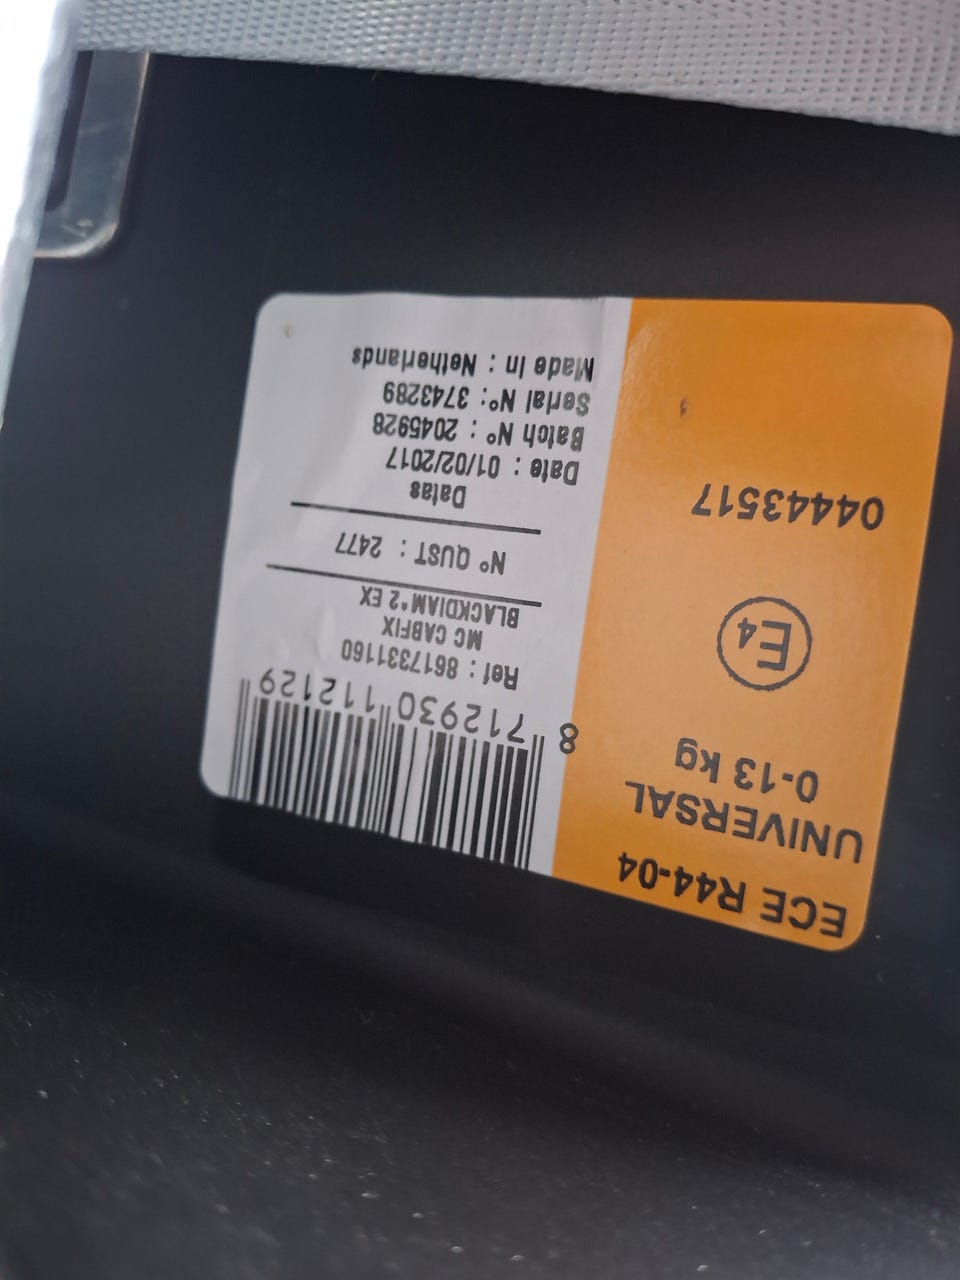 ECE R44-04
UNIVERSAL
0-13 kg
E4
04443517
8 712930 112129
Ref : 8617331160
MC CABFIX
BLACKDIAM*2 EX
N° QUST : 2477
Datas
Date : 01/02/2017
Batch N° : 2045928
Serial N°: 3743289
Made In : Netherlands